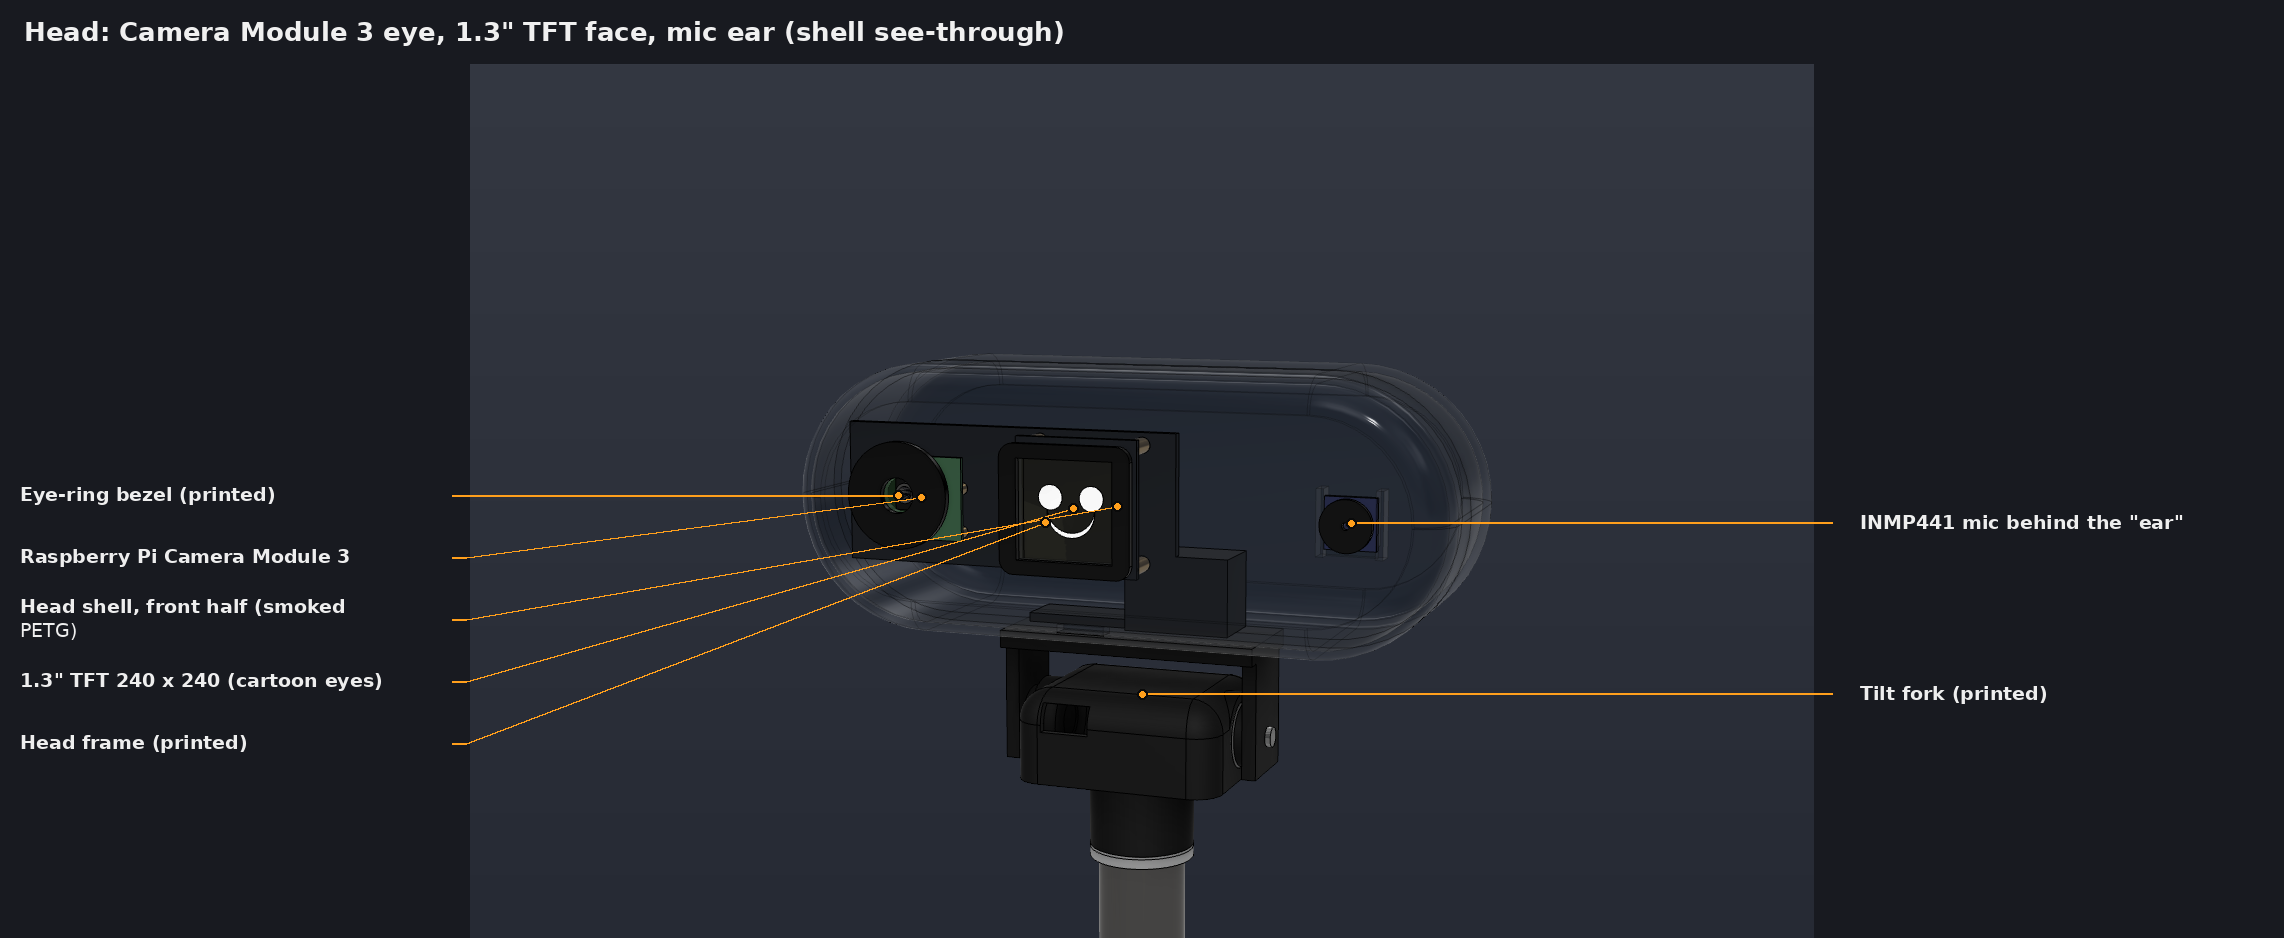 Head: Camera Module 3 eye, 1.3" TFT face, mic ear (shell see-through)
Eye-ring bezel (printed)
Raspberry Pi Camera Module 3
Head shell, front half (smoked
PETG)
1.3" TFT 240 x 240 (cartoon eyes)
Head frame (printed)
INMP441 mic behind the "ear"
Tilt fork (printed)